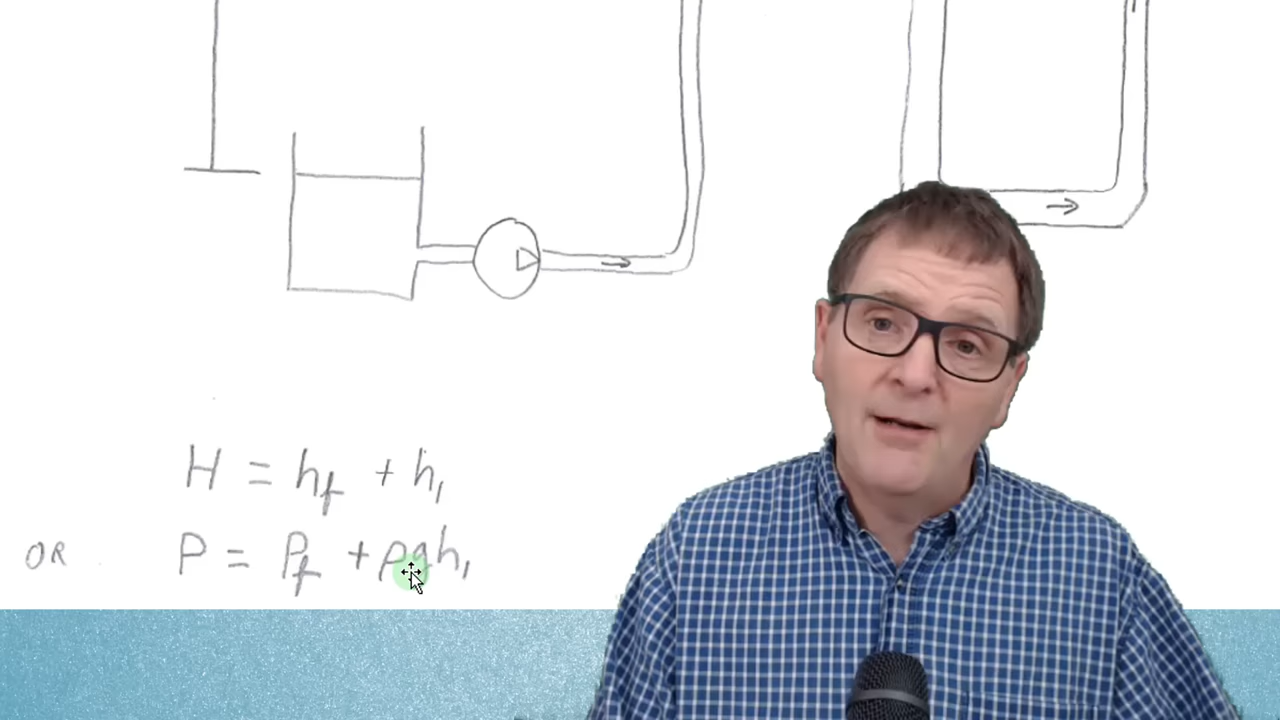 H = hf + h₁
OR P = Pf + ρgh₁